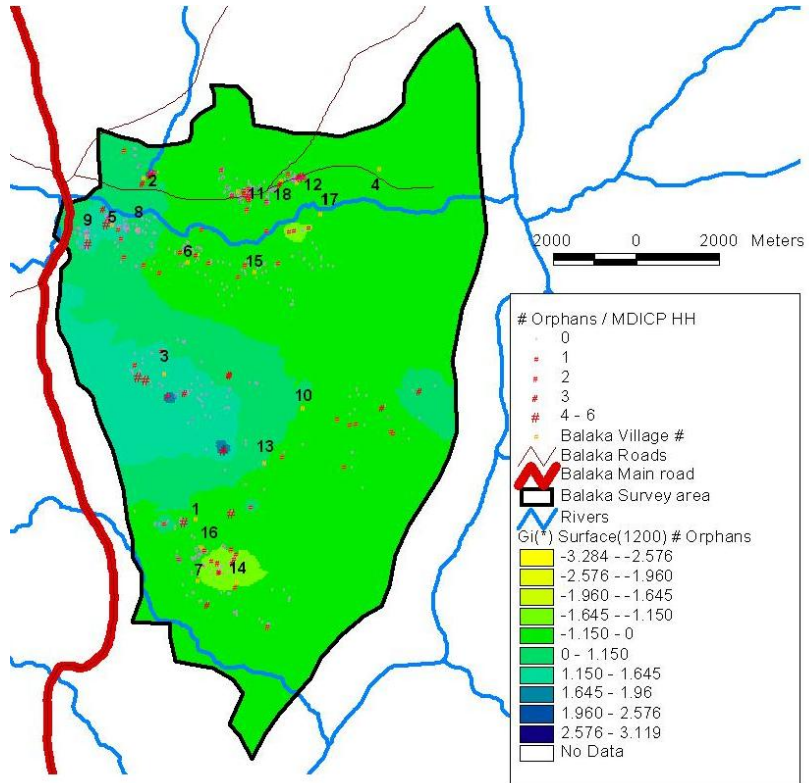 2
11
18
12
4
17
9
5
8
6
15
3
10
13
1
16
7
14
2000 0 2000 Meters
# Orphans / MDICP HH
0
# 1
# 2
# 3
# 4 - 6
Balaka Village #
Balaka Roads
Balaka Main road
Balaka Survey area
Rivers
Gi(*) Surface(1200) # Orphans
-3.284 - -2.576
-2.576 - -1.960
-1.960 - -1.645
-1.645 - -1.150
-1.150 - 0
0 - 1.150
1.150 - 1.645
1.645 - 1.96
1.960 - 2.576
2.576 - 3.119
No Data